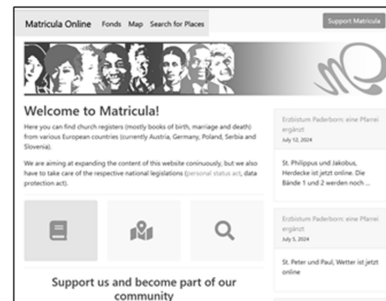 Matricula Online Fonds Map Search for Places Support Matricula
Welcome to Matricula!
Here you can find church registers (mostly books of birth, marriage and death)
from various European countries (currently Austria, Germany, Poland, Serbia and
Slovenia).
We are aiming at expanding the content of this website coninuously, but we also
have to take care of the respective national legislations (personal status act, data
protection act).
Support us and become part of our
community
Erzbistum Paderborn: eine Pfarrei
ergänzt
July 12, 2024
St. Philippus und Jakobus,
Herdecke ist jetzt online. Die
Bände 1 und 2 werden noch ...
Erzbistum Paderborn: eine Pfarrei
ergänzt
July 5, 2024
St. Peter und Paul, Wetter ist jetzt
online